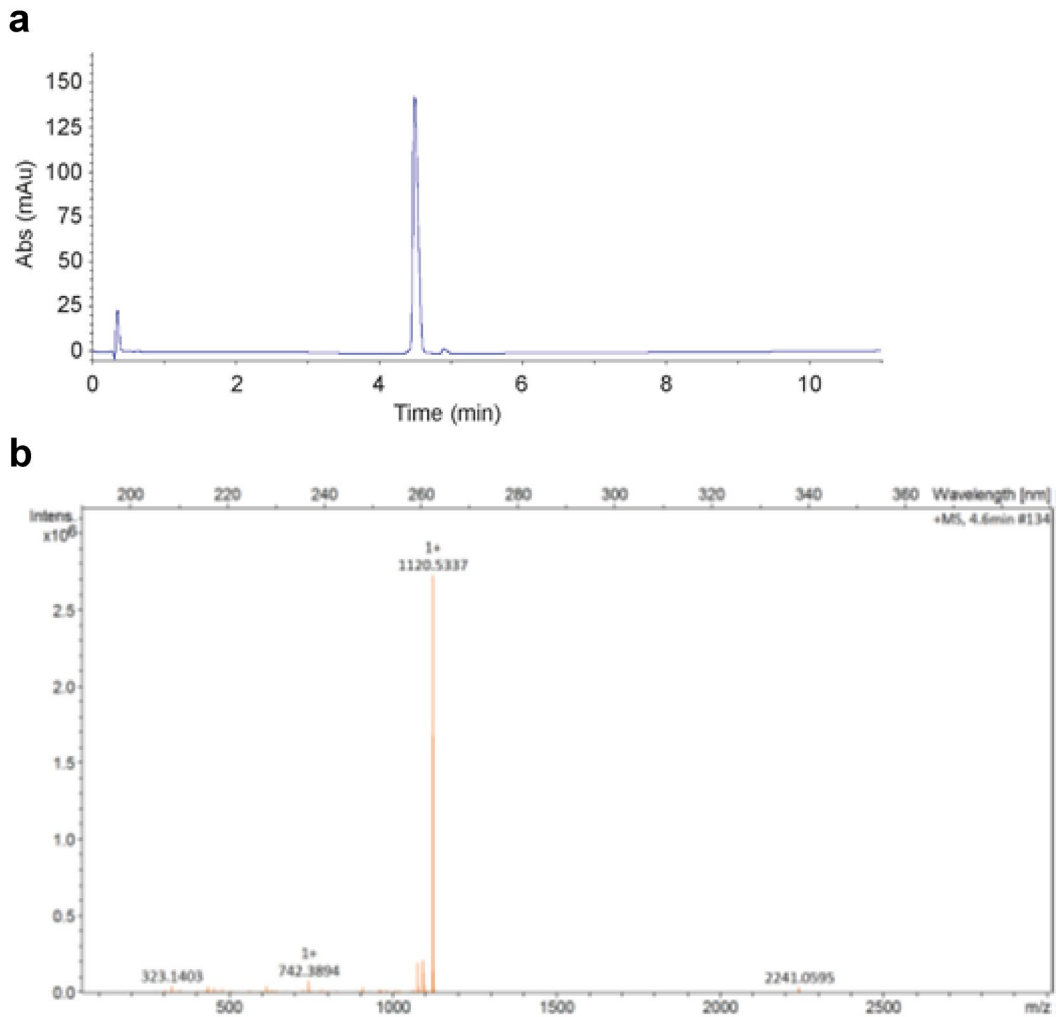 a
Abs (mAu)
150
125
100
75
50
25
0
0 2 4 6 8 10
Time (min)
b
200 220 240 260 280 300 320 340 360 Wavelength [nm]
Intens.
x10⁶
+MS, 4.6min #134
1+
1120.5337
2.5
2.0
1.5
1.0
0.5
0.0
1+
742.3894
323.1403
2241.0595
500 1000 1500 2000 2500 m/z